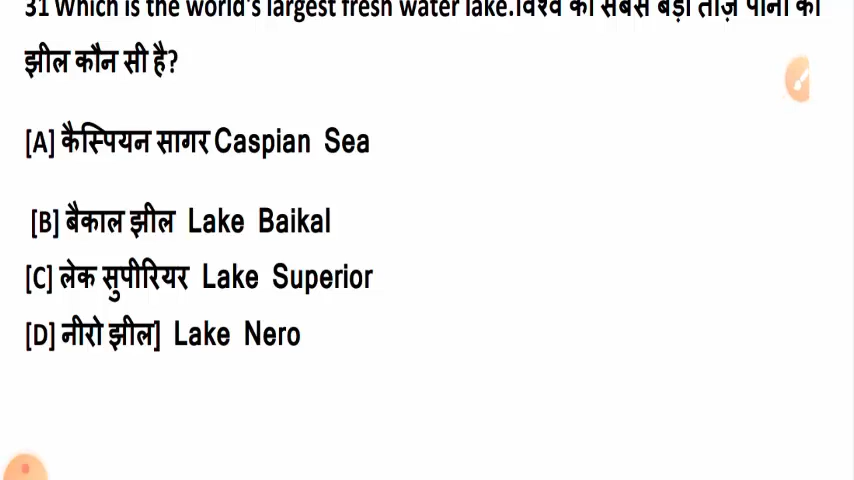 31 Which is the world's largest fresh water lake.विश्व की सबसे बड़ी ताज़े पानी की
झील कौन सी है?
[A] कैस्पियन सागर Caspian Sea
[B] बैकाल झील Lake Baikal
[C] लेक सुपीरियर Lake Superior
[D] नीरो झील] Lake Nero